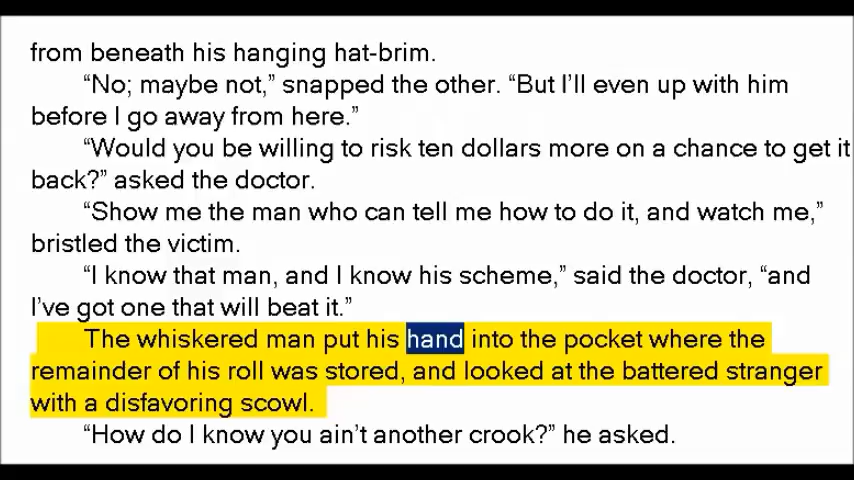 from beneath his hanging hat-brim.
“No; maybe not,” snapped the other. “But I’ll even up with him
before I go away from here.”
“Would you be willing to risk ten dollars more on a chance to get it
back?” asked the doctor.
“Show me the man who can tell me how to do it, and watch me,”
bristled the victim.
“I know that man, and I know his scheme,” said the doctor, “and
I’ve got one that will beat it.”
The whiskered man put his hand into the pocket where the
remainder of his roll was stored, and looked at the battered stranger
with a disfavoring scowl.
“How do I know you ain’t another crook?” he asked.